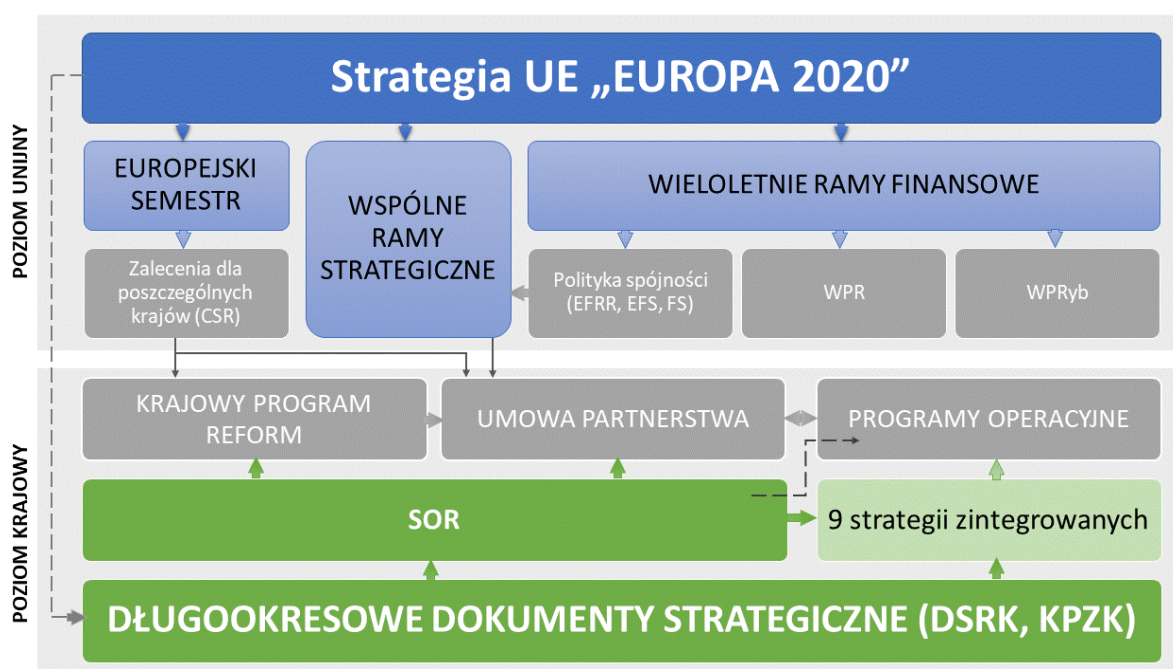 POZIOM UNIJNY
Strategia UE „EUROPA 2020”
EUROPEJSKI
SEMESTR
WSPÓLNE
RAMY
STRATEGICZNE
WIELOLETNIE RAMY FINANSOWE
Zalecenia dla
poszczególnych
krajów (CSR)
Polityka spójności
(EFRR, EFS, FS)
WPR
WPRyb
POZIOM KRAJOWY
KRAJOWY PROGRAM
REFORM
UMOWA PARTNERSTWA
PROGRAMY OPERACYJNE
SOR
9 strategii zintegrowanych
DŁUGOOKRESOWE DOKUMENTY STRATEGICZNE (DSRK, KPZK)